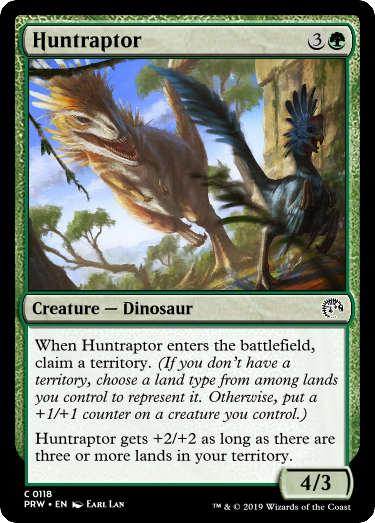 Huntraptor 3
Creature — Dinosaur
When Huntraptor enters the battlefield,
claim a territory. (If you don't have a
territory, choose a land type from among lands
you control to represent it. Otherwise, put a
+1/+1 counter on a creature you control.)
Huntraptor gets +2/+2 as long as there are
three or more lands in your territory.
4/3
C 0118
PRW • EN Earl Lan
™ & © 2019 Wizards of the Coast